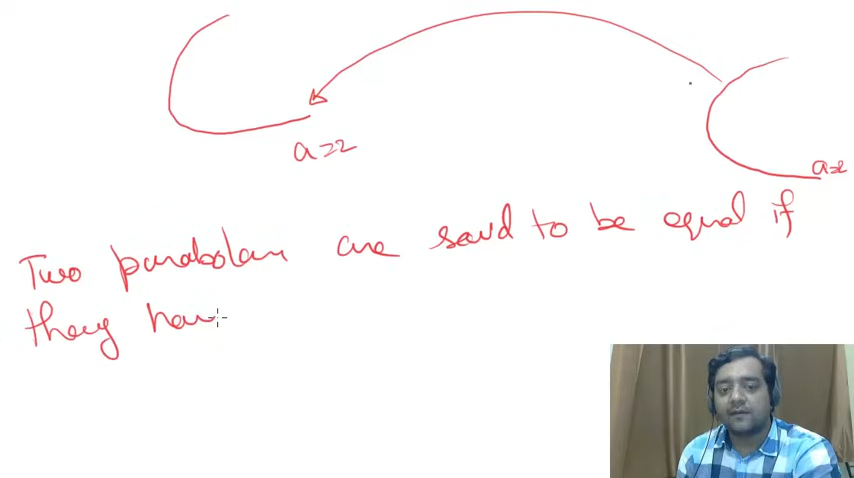 a=2
a=2
Two parabolas are said to be equal if
they hav